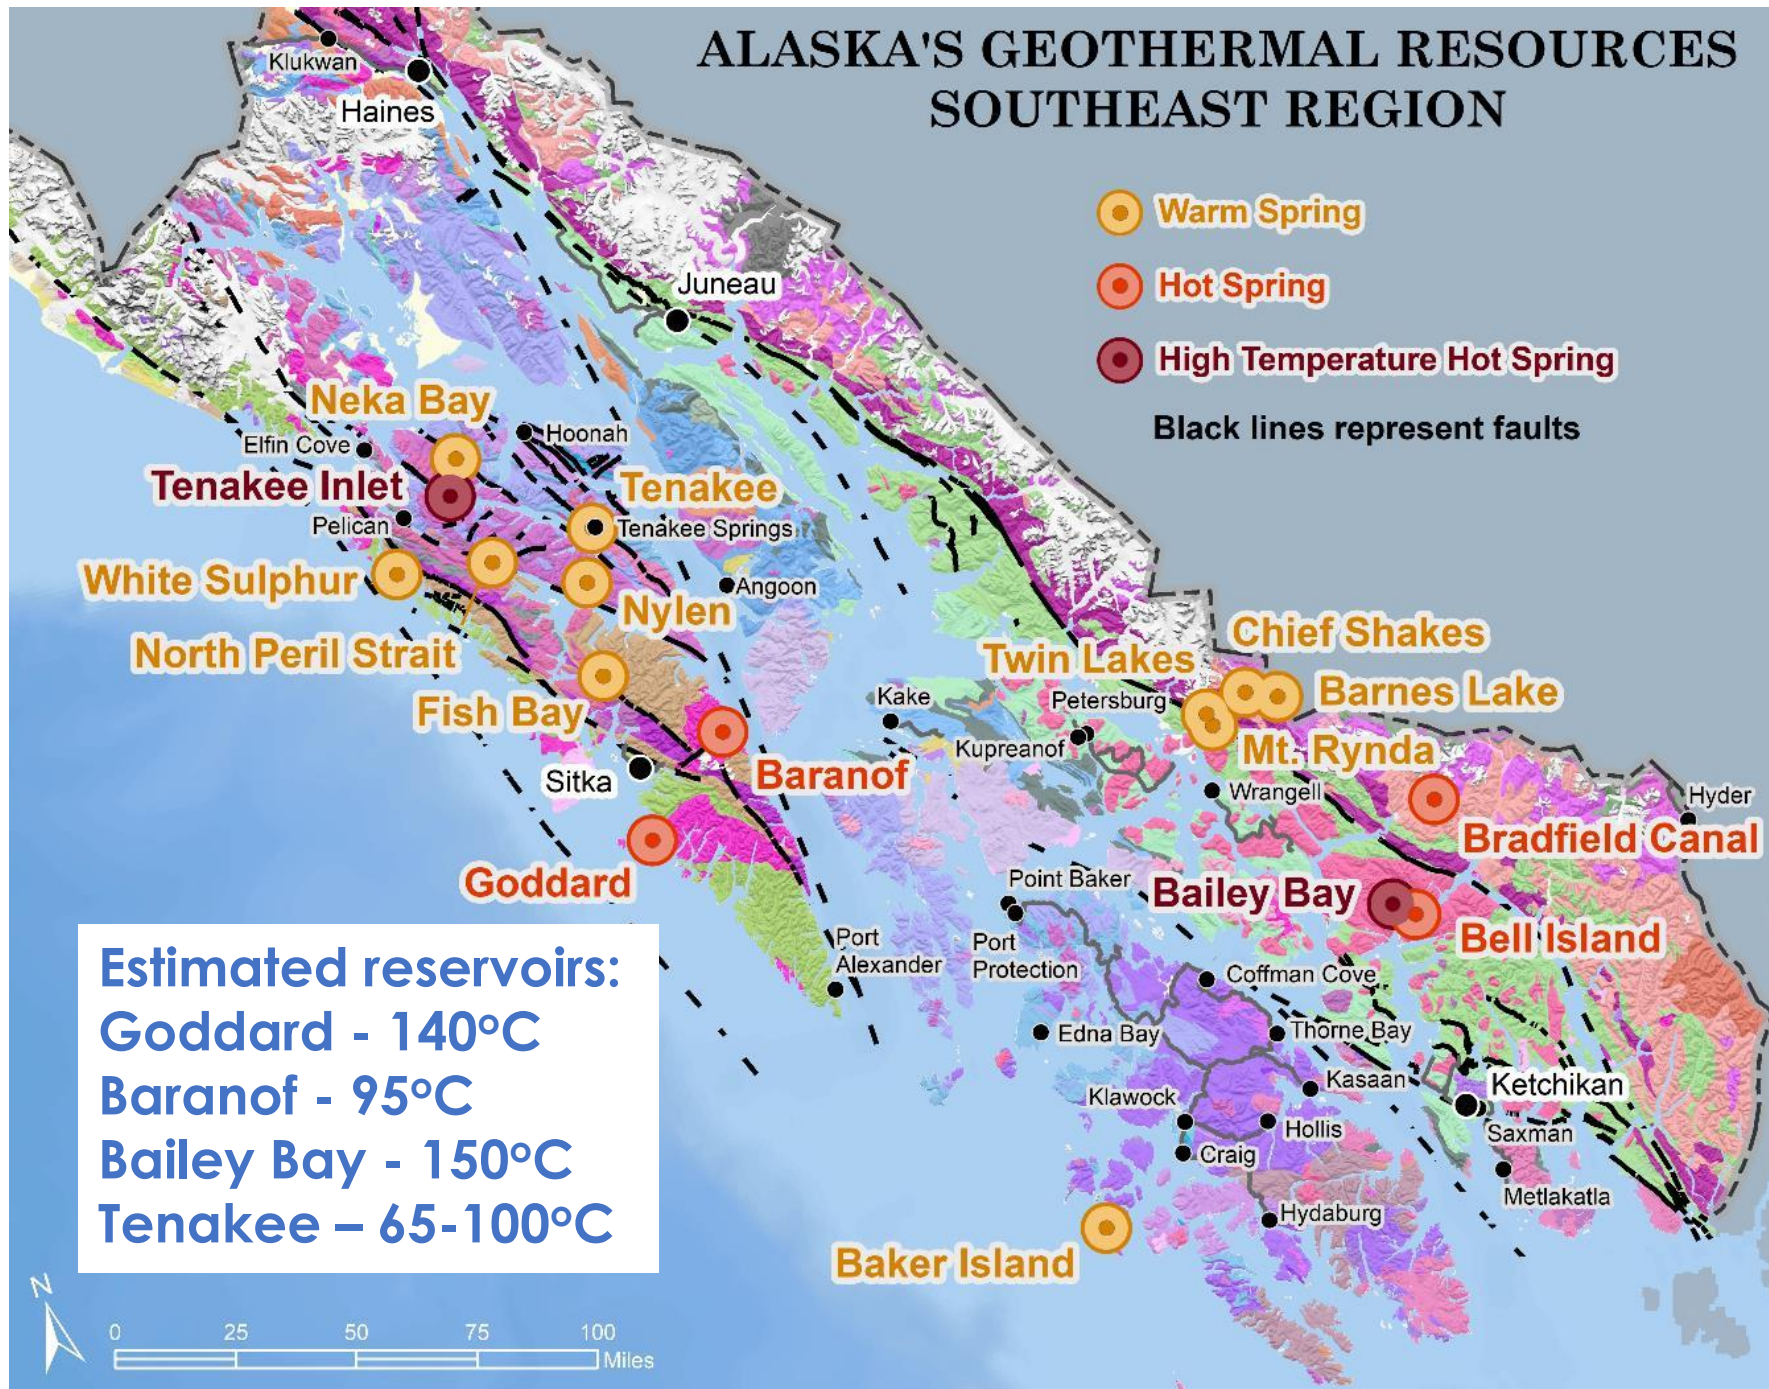 ALASKA'S GEOTHERMAL RESOURCES
SOUTHEAST REGION
Warm Spring
Hot Spring
High Temperature Hot Spring
Black lines represent faults
Klukwan
Haines
Juneau
Neka Bay
Elfin Cove
Hoonah
Tenakee Inlet
Tenakee
Pelican
Tenakee Springs
White Sulphur
Angoon
Nylen
North Peril Strait
Fish Bay
Chief Shakes
Twin Lakes
Barnes Lake
Kake
Petersburg
Kupreanof
Mt. Rynda
Sitka
Baranof
Wrangell
Hyder
Bradfield Canal
Goddard
Point Baker
Bailey Bay
Bell Island
Port
Alexander
Port
Protection
Coffman Cove
Edna Bay
Thorne Bay
Kasaan
Ketchikan
Klawock
Hollis
Saxman
Craig
Metlakatla
Hydaburg
Baker Island
Estimated reservoirs:
Goddard - 140ºC
Baranof - 95ºC
Bailey Bay - 150ºC
Tenakee – 65-100ºC
N
0 25 50 75 100
Miles